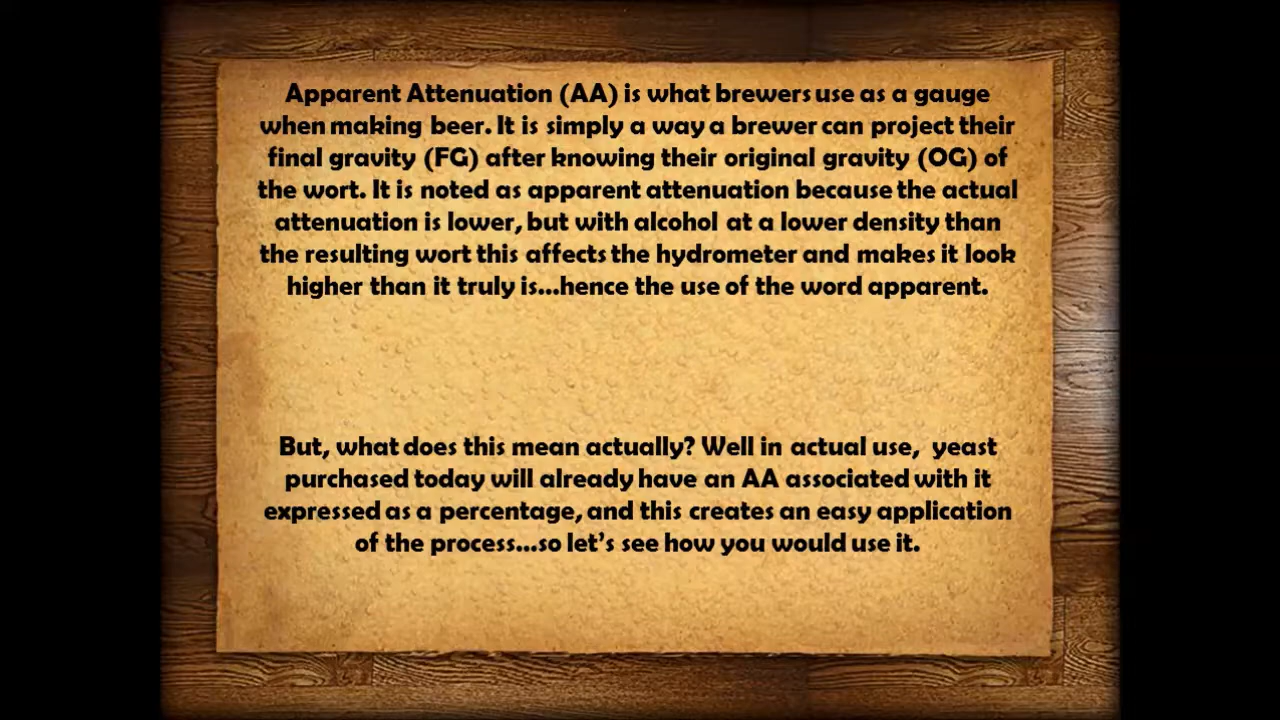 Apparent Attenuation (AA) is what brewers use as a gauge
when making beer. It is simply a way a brewer can project their
final gravity (FG) after knowing their original gravity (OG) of
the wort. It is noted as apparent attenuation because the actual
attenuation is lower, but with alcohol at a lower density than
the resulting wort this affects the hydrometer and makes it look
higher than it truly is...hence the use of the word apparent.
But, what does this mean actually? Well in actual use, yeast
purchased today will already have an AA associated with it
expressed as a percentage, and this creates an easy application
of the process...so let's see how you would use it.